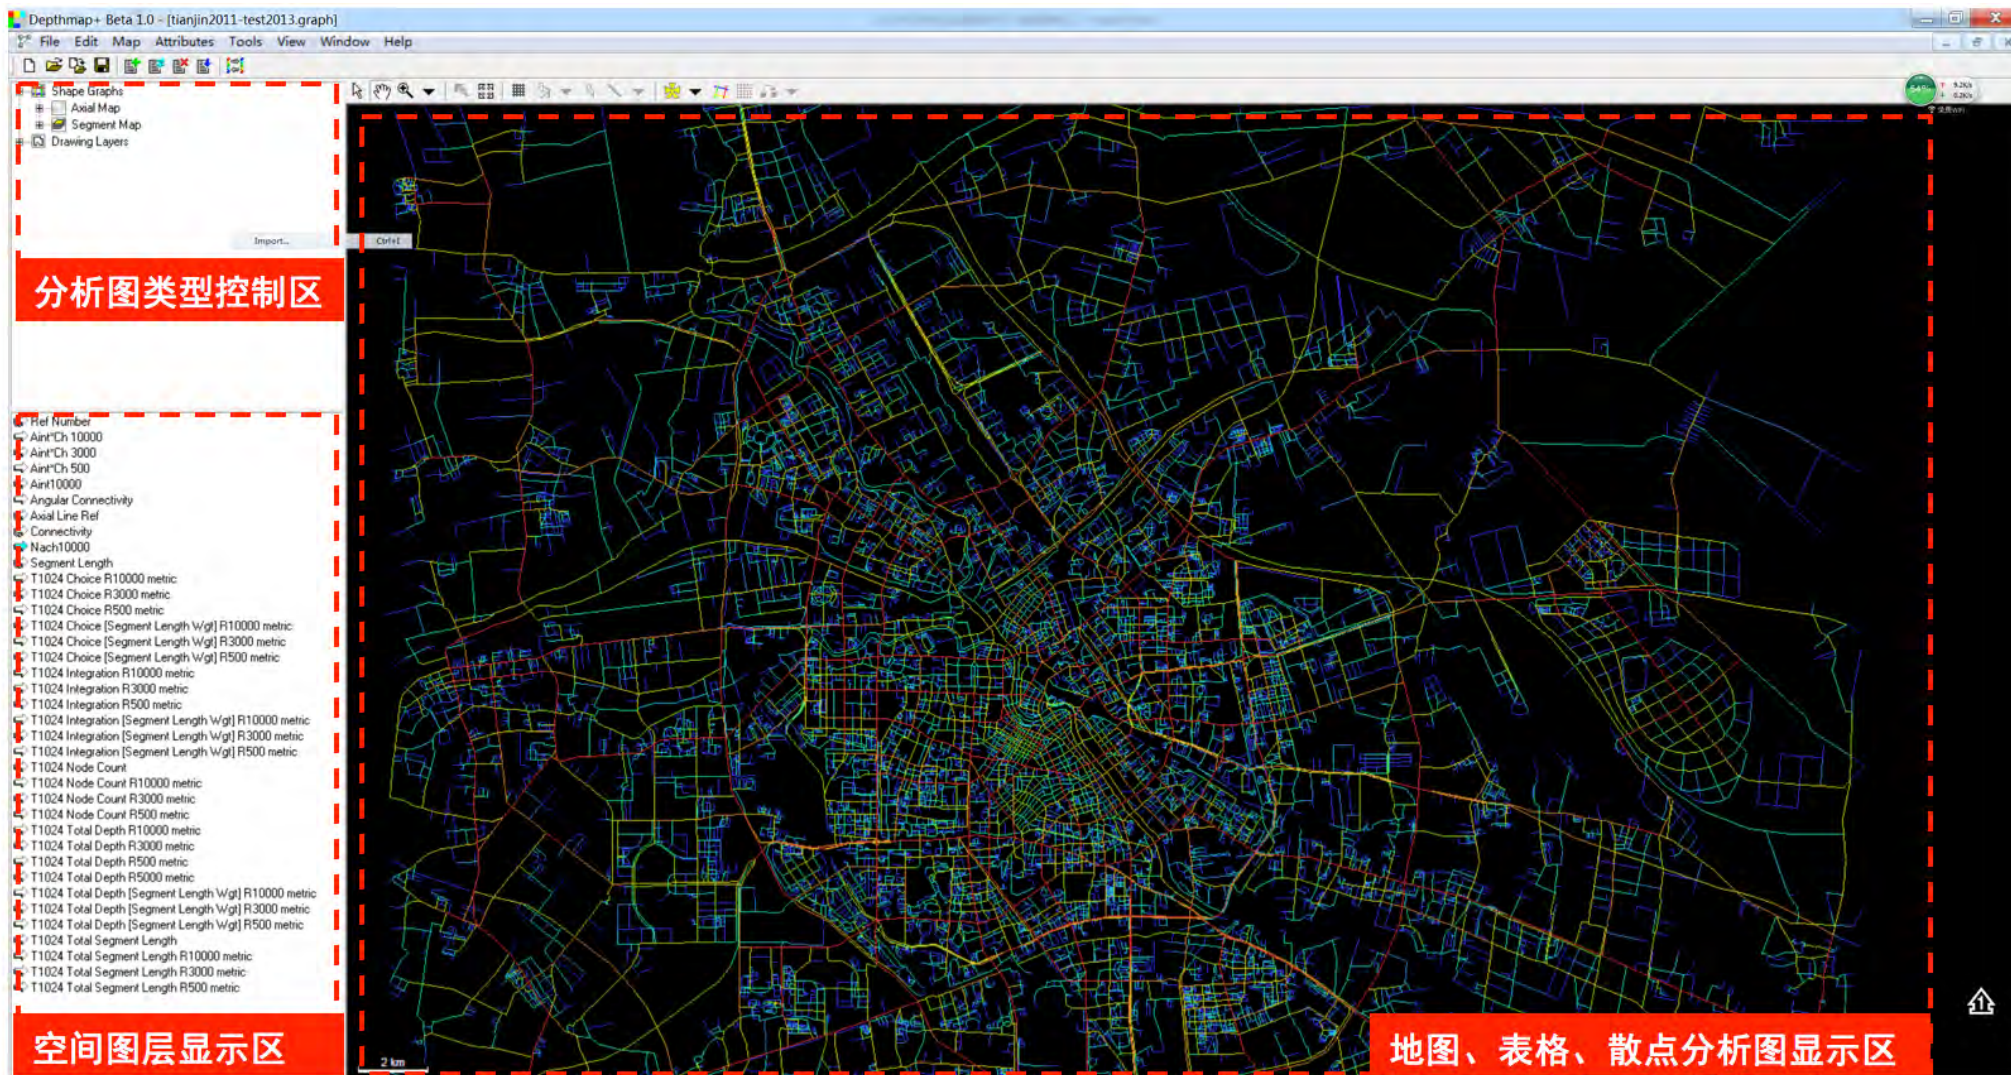 Depthmap+ Beta 1.0 - [tianjin2011-test2013.graph]
File Edit Map Attributes Tools View Window Help
Shape Graphs
Axial Map
Segment Map
Drawing Layers
Import... Ctrl+I
分析图类型控制区
54%
Ref Number
Aint*Ch 10000
Aint*Ch 3000
Aint*Ch 500
Aint10000
Angular Connectivity
Axial Line Ref
Connectivity
Nach10000
Segment Length
T1024 Choice R10000 metric
T1024 Choice R3000 metric
T1024 Choice R500 metric
T1024 Choice [Segment Length Wgt] R10000 metric
T1024 Choice [Segment Length Wgt] R3000 metric
T1024 Choice [Segment Length Wgt] R500 metric
T1024 Integration R10000 metric
T1024 Integration R3000 metric
T1024 Integration R500 metric
T1024 Integration [Segment Length Wgt] R10000 metric
T1024 Integration [Segment Length Wgt] R3000 metric
T1024 Integration [Segment Length Wgt] R500 metric
T1024 Node Count
T1024 Node Count R10000 metric
T1024 Node Count R3000 metric
T1024 Node Count R500 metric
T1024 Total Depth R10000 metric
T1024 Total Depth R3000 metric
T1024 Total Depth R500 metric
T1024 Total Depth R5000 metric
T1024 Total Depth [Segment Length Wgt] R10000 metric
T1024 Total Depth [Segment Length Wgt] R3000 metric
T1024 Total Depth [Segment Length Wgt] R500 metric
T1024 Total Segment Length
T1024 Total Segment Length R10000 metric
T1024 Total Segment Length R3000 metric
T1024 Total Segment Length R500 metric
空间图层显示区
2 km
地图、表格、散点分析图显示区